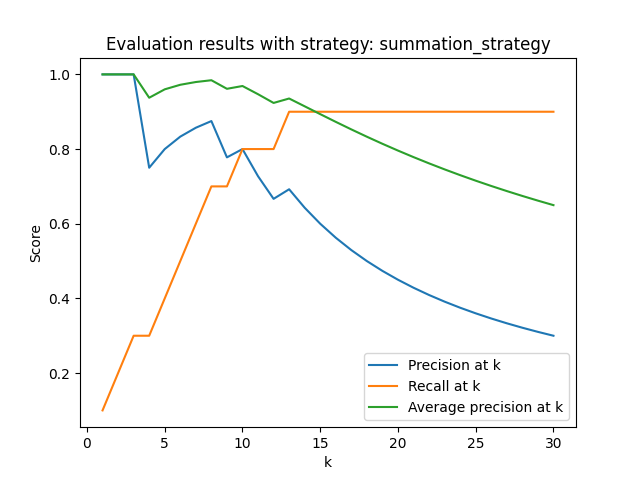 Evaluation results with strategy: summation_strategy
1.0
0.8
0.6
0.4
0.2
Score
0 5 10 15 20 25 30
k
Precision at k
Recall at k
Average precision at k